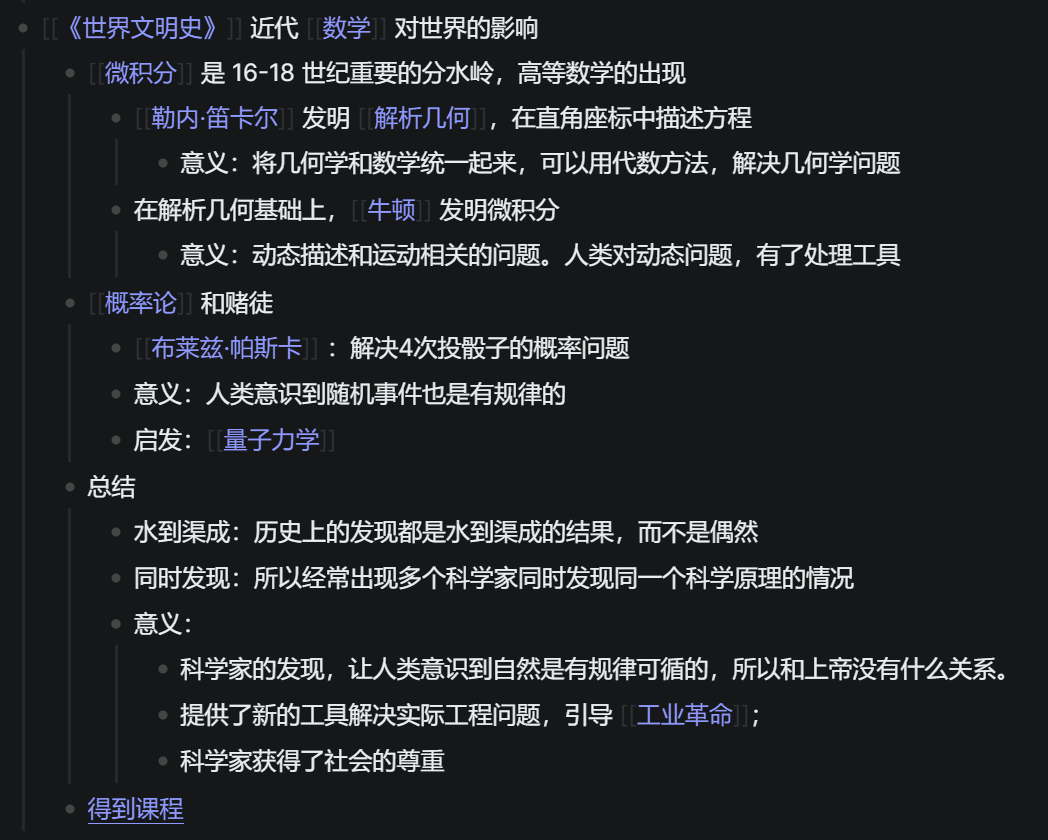 [[《世界文明史》]] 近代 [[数学]] 对世界的影响
[[微积分]] 是 16-18 世纪重要的分水岭，高等数学的出现
[[勒内·笛卡尔]] 发明 [[解析几何]]，在直角座标中描述方程
意义：将几何学和数学统一起来，可以用代数方法，解决几何学问题
在解析几何基础上，[[牛顿]] 发明微积分
意义：动态描述和运动相关的问题。人类对动态问题，有了处理工具
[[概率论]] 和赌徒
[[布莱兹·帕斯卡]] ：解决4次投骰子的概率问题
意义：人类意识到随机事件也是有规律的
启发：[[量子力学]]
总结
水到渠成：历史上的发现都是水到渠成的结果，而不是偶然
同时发现：所以经常出现多个科学家同时发现同一个科学原理的情况
意义：
科学家的发现，让人类意识到自然是有规律可循的，所以和上帝没有什么关系。
提供了新的工具解决实际工程问题，引导 [[工业革命]]；
科学家获得了社会的尊重
得到课程